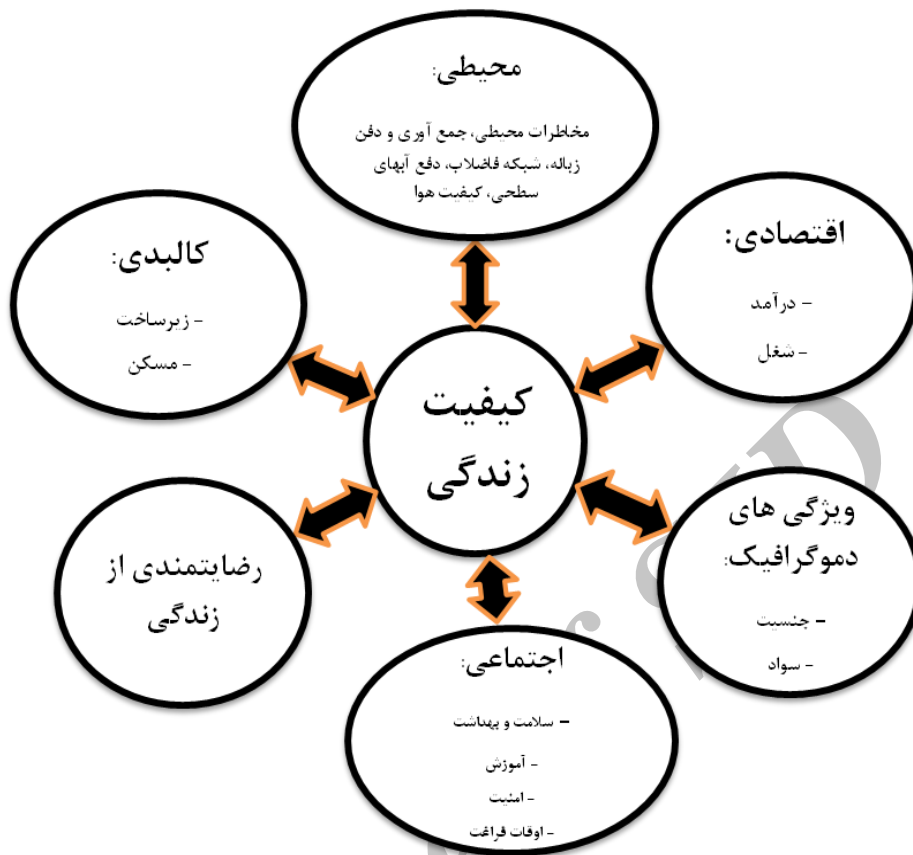 محیطی:
مخاطرات محیطی، جمع آوری و دفن
زباله، شبکه فاضلاب، دفع آبهای
سطحی، کیفیت هوا
اقتصادی:
- درآمد
- شغل
کالبدی:
- زیرساخت
- مسکن
کیفیت
زندگی
ویژگی های
دموگرافیک:
- جنسیت
- سواد
رضایتمندی از
زندگی
اجتماعی:
- سلامت و بهداشت
- آموزش
- امنیت
- اوقات فراغت